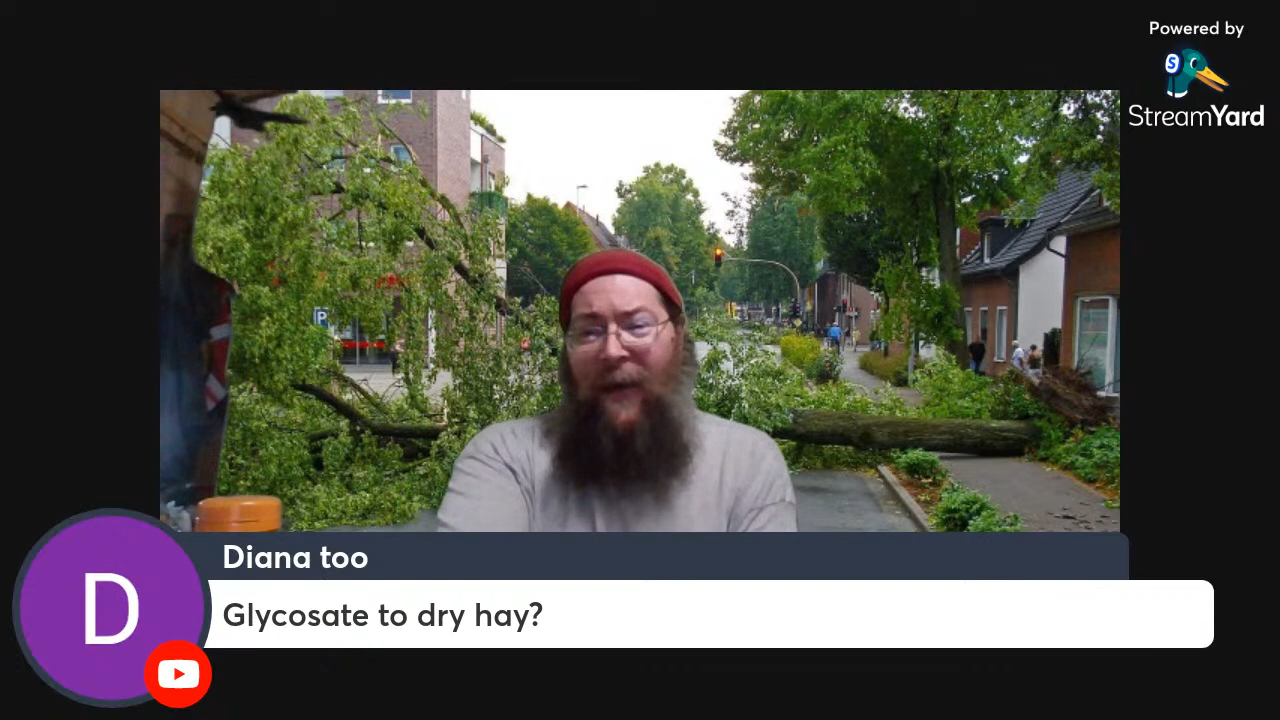 Powered by
S
StreamYard
P
D
Diana too
Glycosate to dry hay?